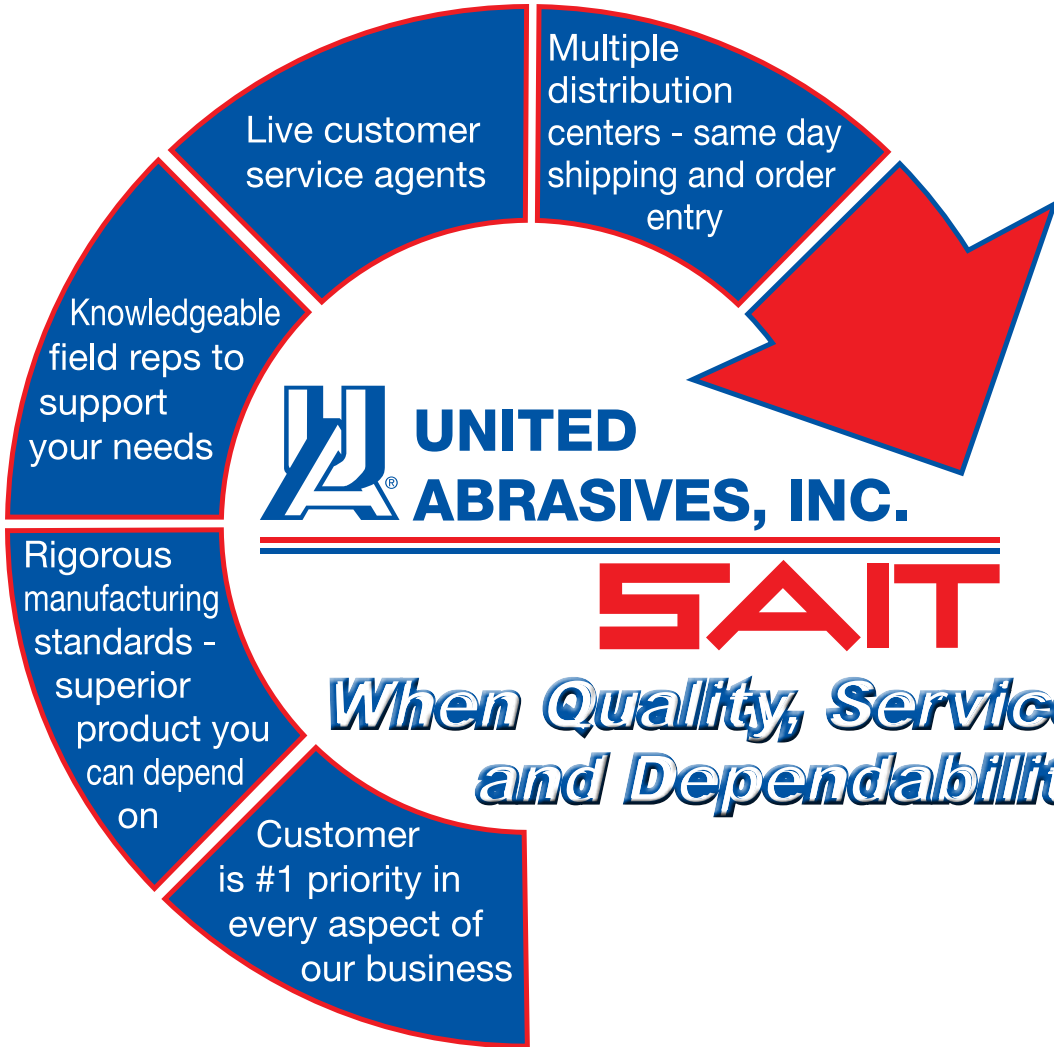 Multiple
distribution
centers - same day
shipping and order
entry
Live customer
service agents
Knowledgeable
field reps to
support
your needs
Rigorous
manufacturing
standards -
superior
product you
can depend
on
Customer
is #1 priority in
every aspect of
our business
UA®
UNITED
ABRASIVES, INC.
SAIT
When Quality,
and